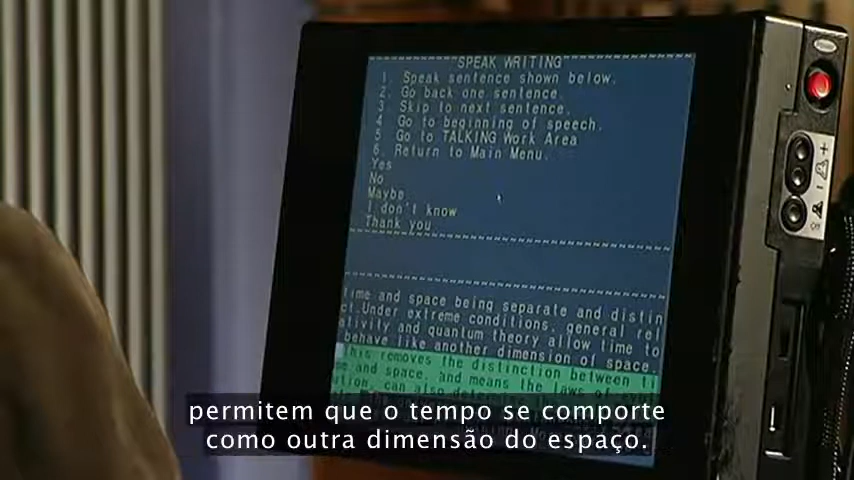 "SPEAK WRITING"
1. Speak sentence shown below.
2. Go back one sentence.
3. Skip to next sentence.
4 Go to beginning of speech.
5 Go to TALKING Work Area
6. Return to Main Menu.
Yes
No
Maybe
I don't know
Thank you
time and space being separate and distin
ct.Under extreme conditions, general rel
ativity and quantum theory allow time to
behave like another dimension of space.
This removes the distinction between ti
me and space, and means the laws of
ution, can also determine
permitem que o tempo se comporte
como outra dimensão do espaço.